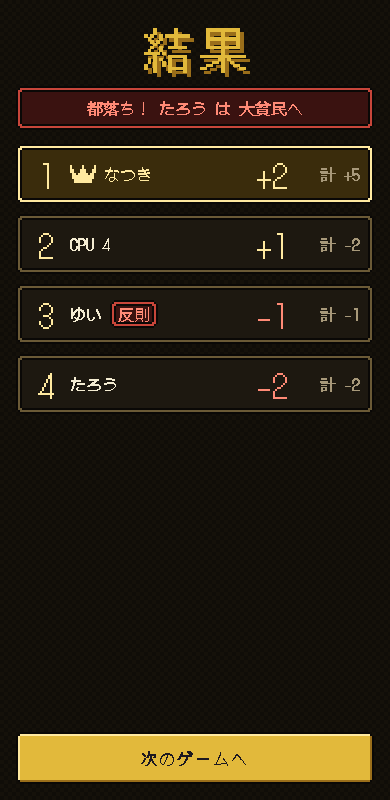 結果
都落ち! たろう は 大貧民へ
1 なつき +2 計 +5
2 CPU 4 +1 計 -2
3 ゆい 反則 -1 計 -1
4 たろう -2 計 -2
次のゲームへ